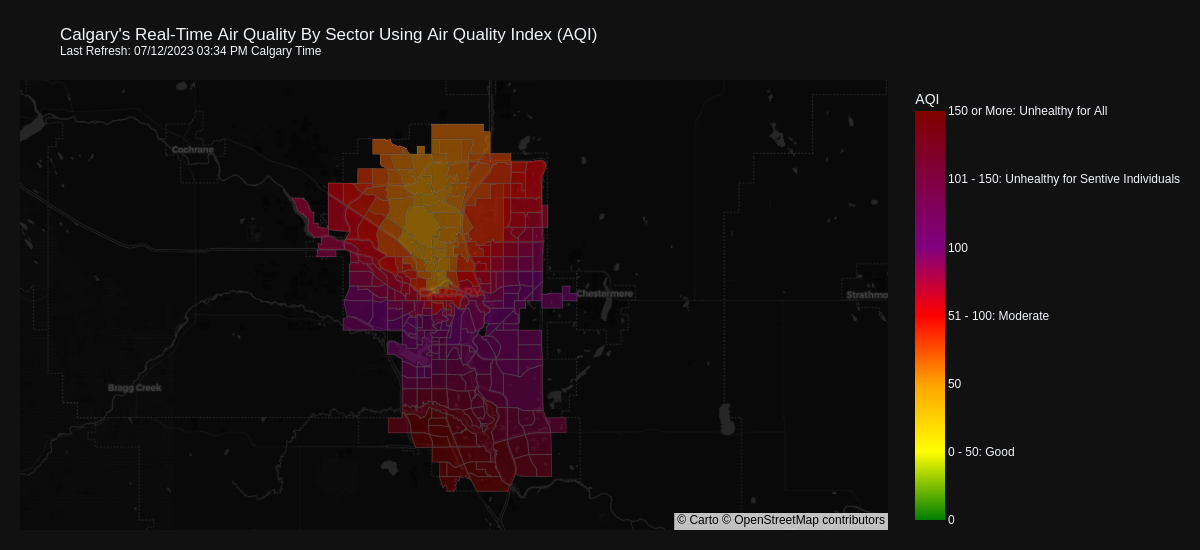 Calgary's Real-Time Air Quality By Sector Using Air Quality Index (AQI)
Last Refresh: 07/12/2023 03:34 PM Calgary Time
AQI
150 or More: Unhealthy for All
101 - 150: Unhealthy for Sentive Individuals
100
51 - 100: Moderate
50
0 - 50: Good
0
Cochrane
CALGARY
Chestermere
Strathmo
Bragg Creek
© Carto © OpenStreetMap contributors